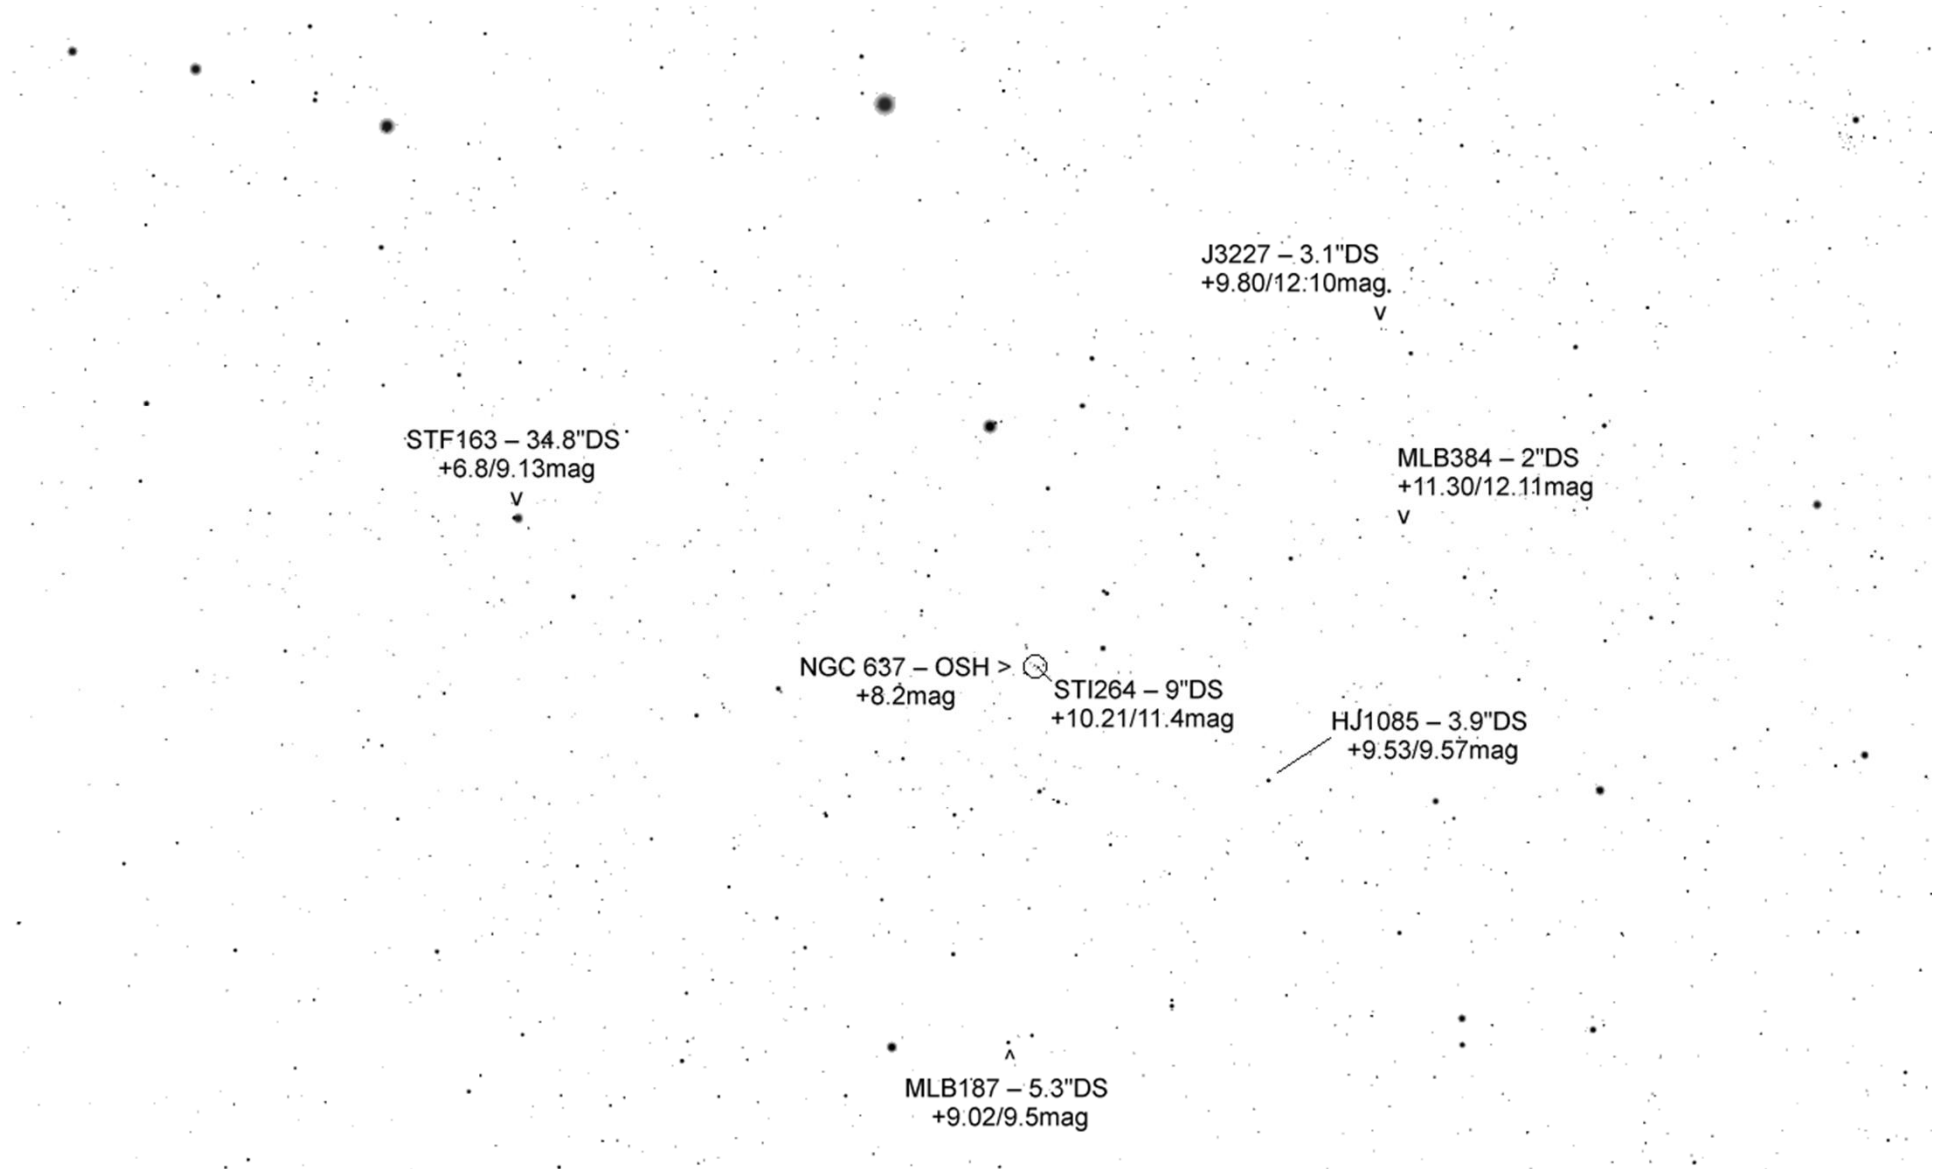 J3227 – 3.1"DS
+9.80/12.10mag
v
STF163 – 34.8"DS
+6.8/9.13mag
v
MLB384 – 2"DS
+11.30/12.11mag
v
NGC 637 – OSH >
+8.2mag
STI264 – 9"DS
+10.21/11.4mag
HJ1085 – 3.9"DS
+9.53/9.57mag
^
MLB187 – 5.3"DS
+9.02/9.5mag